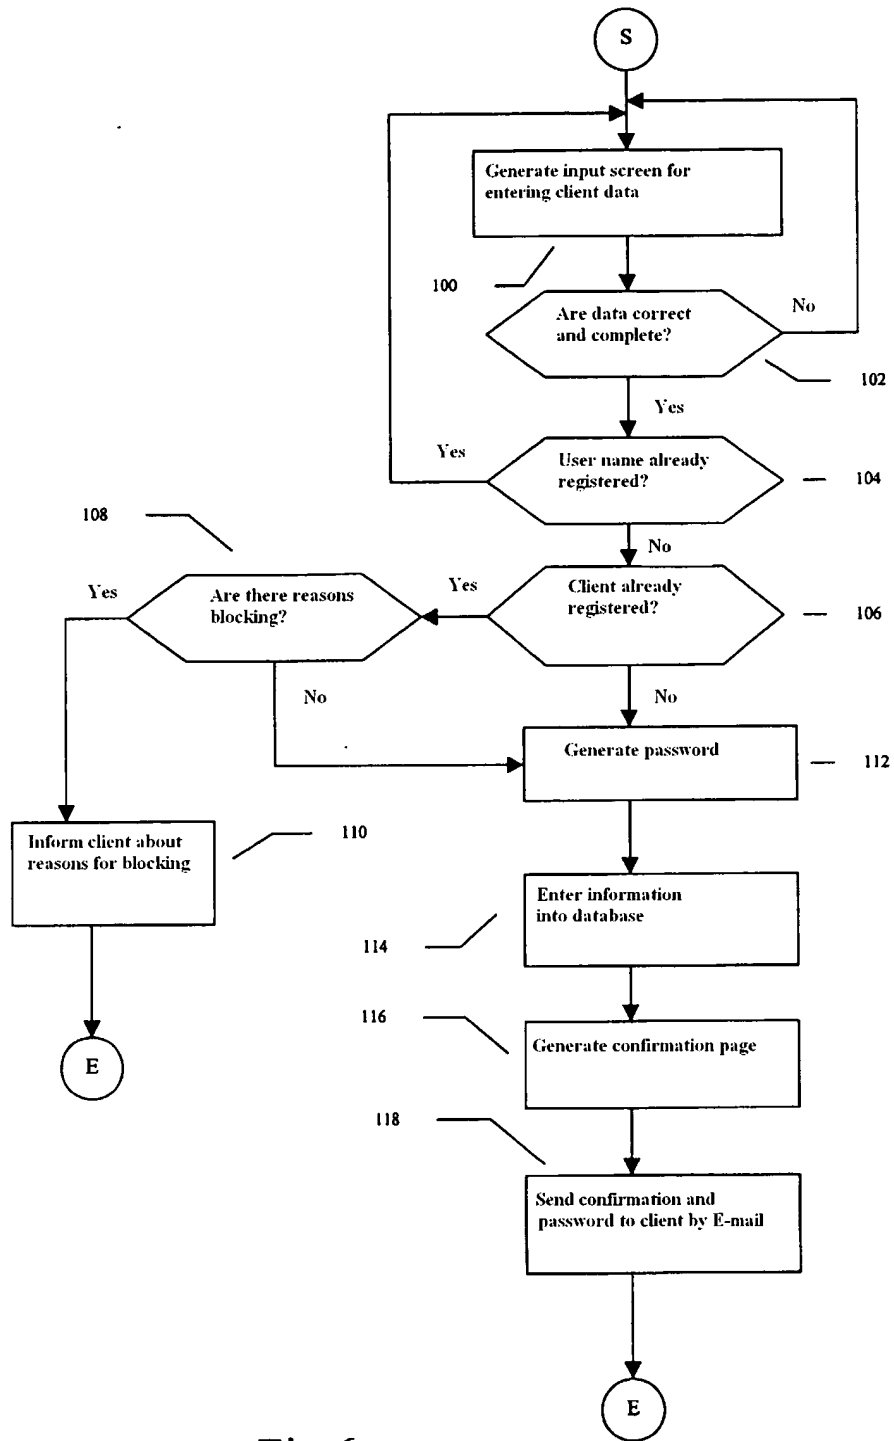 S
Generate input screen for
entering client data
100
Are data correct
and complete?
No
102
Yes
Yes
User name already
registered?
104
108
No
Yes
Are there reasons
blocking?
Yes
Client already
registered?
106
No
No
Generate password
112
Inform client about
reasons for blocking
110
Enter information
into database
114
116
Generate confirmation page
E
118
Send confirmation and
password to client by E-mail
E